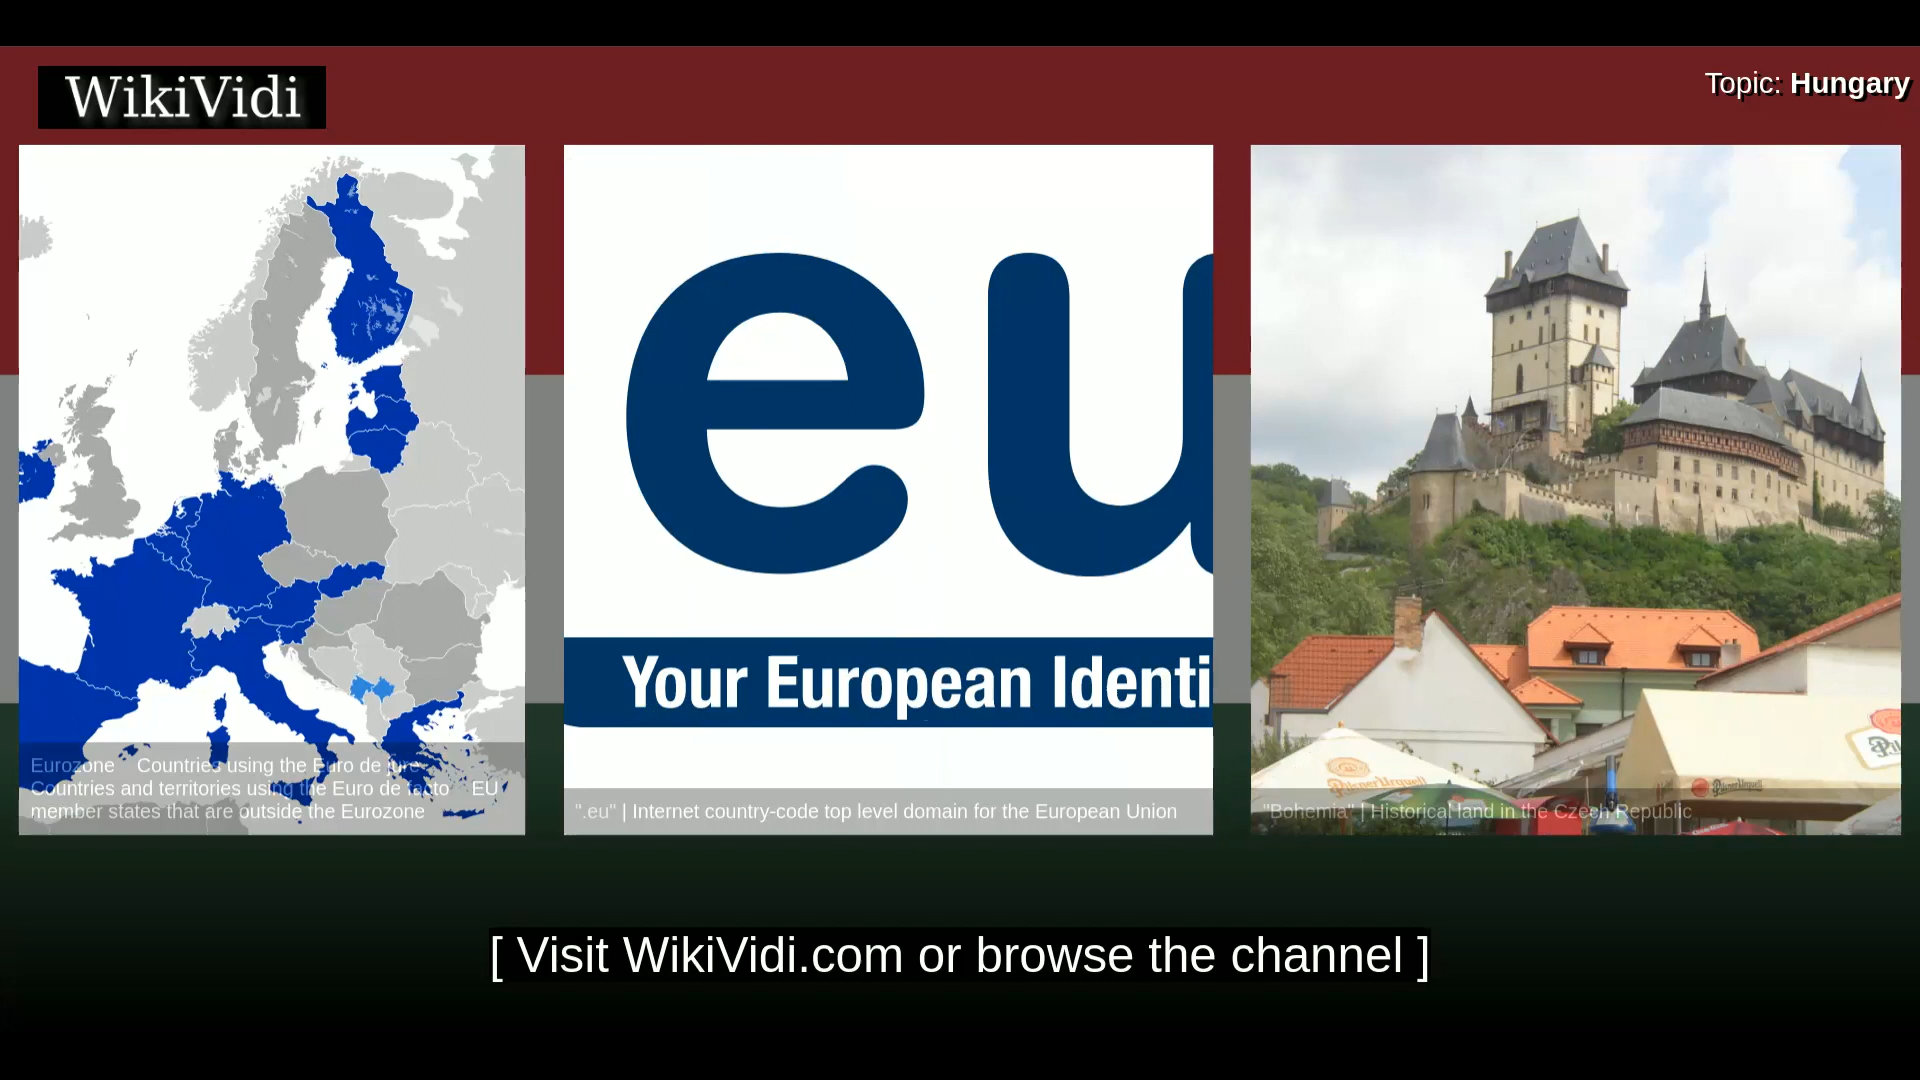 WikiVidi
Topic: Hungary
eu
Your European Identi
Eurozone Countries using the Euro de jure
Countries and territories using the Euro de facto EU
member states that are outside the Eurozone
".eu" | Internet country-code top level domain for the European Union
Pilsner Urquell
"Bohemia" | Historical land in the Czech Republic
[ Visit WikiVidi.com or browse the channel ]